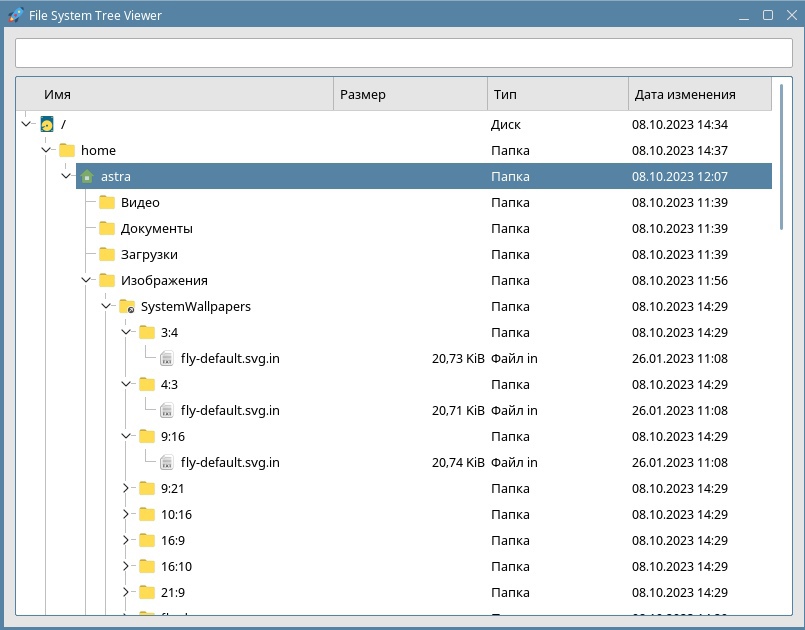 File System Tree Viewer
Имя Размер Тип Дата изменения
/ Диск 08.10.2023 14:34
home Папка 08.10.2023 14:37
astra Папка 08.10.2023 12:07
Видео Папка 08.10.2023 11:39
Документы Папка 08.10.2023 11:39
Загрузки Папка 08.10.2023 11:39
Изображения Папка 08.10.2023 11:56
SystemWallpapers Папка 08.10.2023 14:29
3:4 Папка 08.10.2023 14:29
fly-default.svg.in 20,73 KiB Файл in 26.01.2023 11:08
4:3 Папка 08.10.2023 14:29
fly-default.svg.in 20,71 KiB Файл in 26.01.2023 11:08
9:16 Папка 08.10.2023 14:29
fly-default.svg.in 20,74 KiB Файл in 26.01.2023 11:08
9:21 Папка 08.10.2023 14:29
10:16 Папка 08.10.2023 14:29
16:9 Папка 08.10.2023 14:29
16:10 Папка 08.10.2023 14:29
21:9 Папка 08.10.2023 14:29